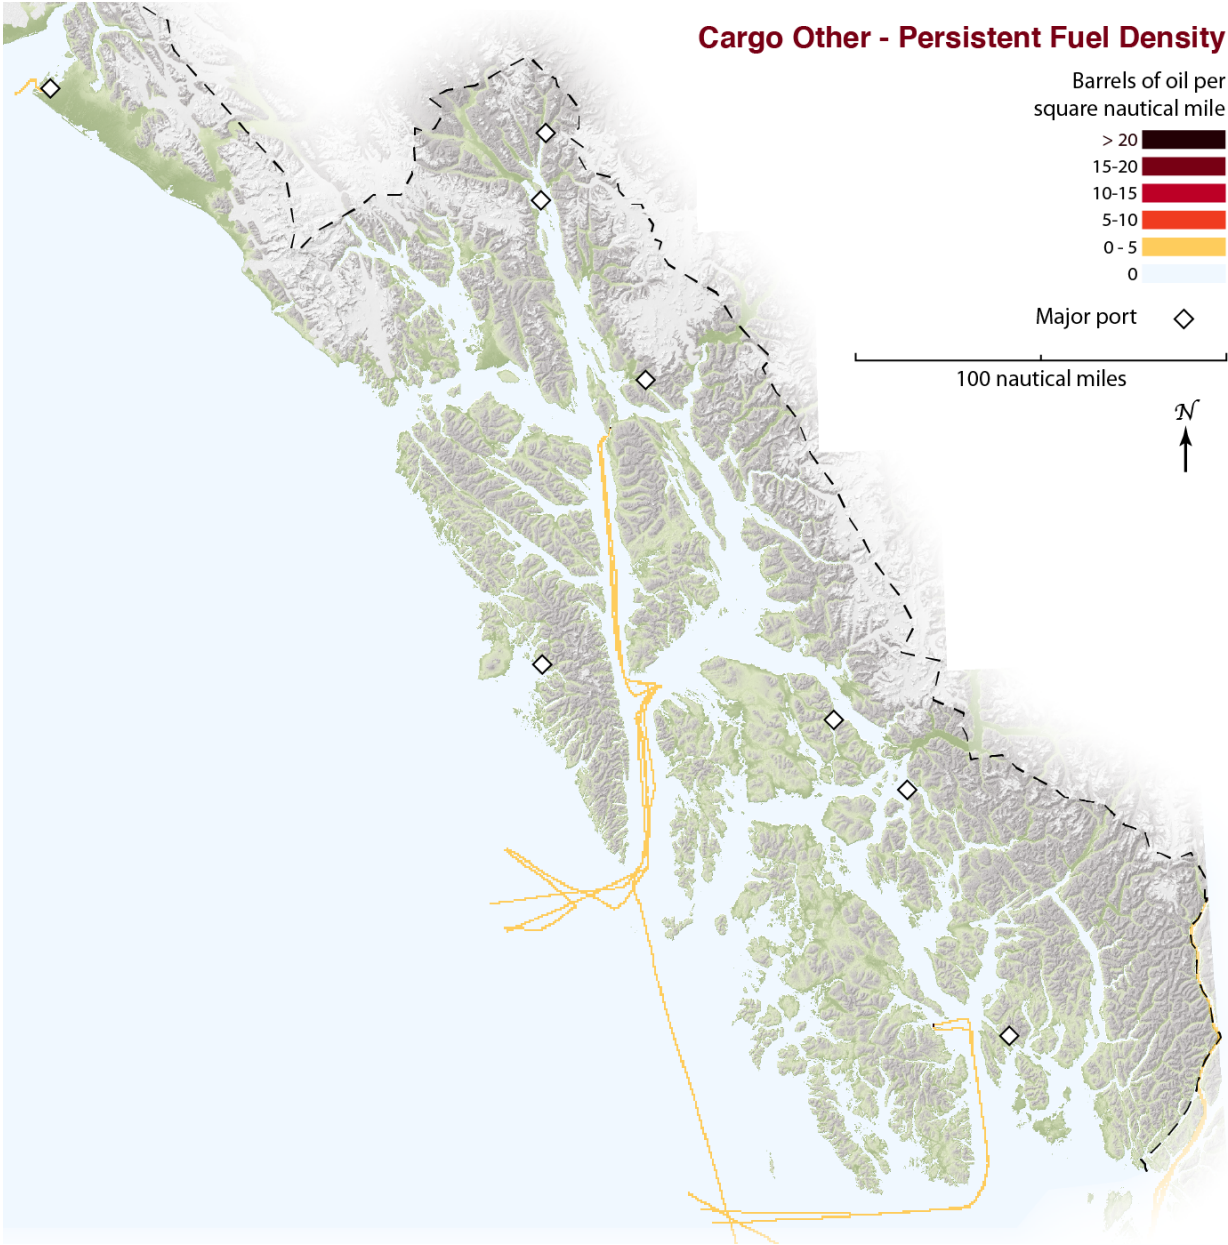 Cargo Other - Persistent Fuel Density
Barrels of oil per
square nautical mile
> 20
15-20
10-15
5-10
0 - 5
0
Major port
100 nautical miles
N